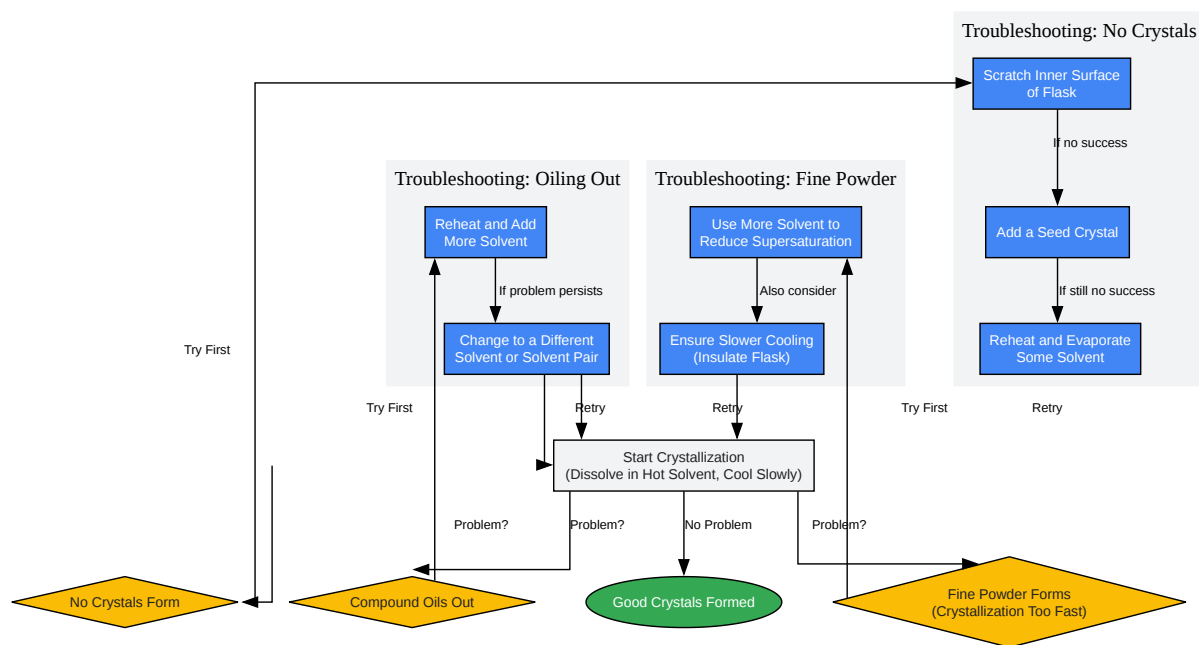 Troubleshooting: No Crystals
Scratch Inner Surface
of Flask
If no success
Add a Seed Crystal
If still no success
Reheat and Evaporate
Some Solvent
Troubleshooting: Oiling Out
Reheat and Add
More Solvent
If problem persists
Change to a Different
Solvent or Solvent Pair
Troubleshooting: Fine Powder
Use More Solvent to
Reduce Supersaturation
Also consider
Ensure Slower Cooling
(Insulate Flask)
Try First
Try First
Retry
Retry
Try First
Retry
Start Crystallization
(Dissolve in Hot Solvent, Cool Slowly)
Problem?
Problem?
No Problem
Problem?
No Crystals Form
Compound Oils Out
Good Crystals Formed
Fine Powder Forms
(Crystallization Too Fast)